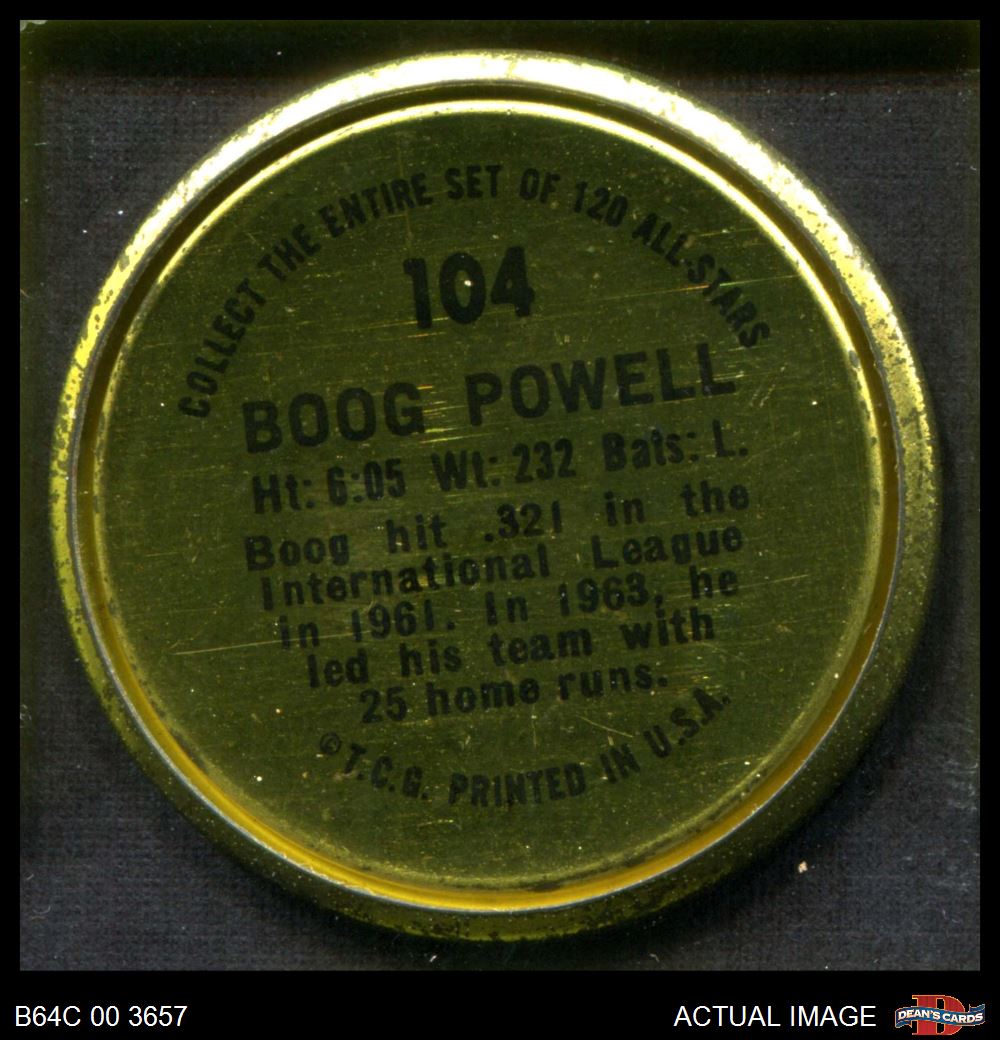 COLLECT THE ENTIRE SET OF 120 ALL-STARS
104
BOOG POWELL
Ht: 6:05 Wt: 232 Bats: L.
Boog hit .321 in the
International League
in 1961. In 1963, he
led his team with
25 home runs.
©T.C.G. PRINTED IN U.S.A.
B64C 00 3657
ACTUAL IMAGE
D
DEAN'S CARDS